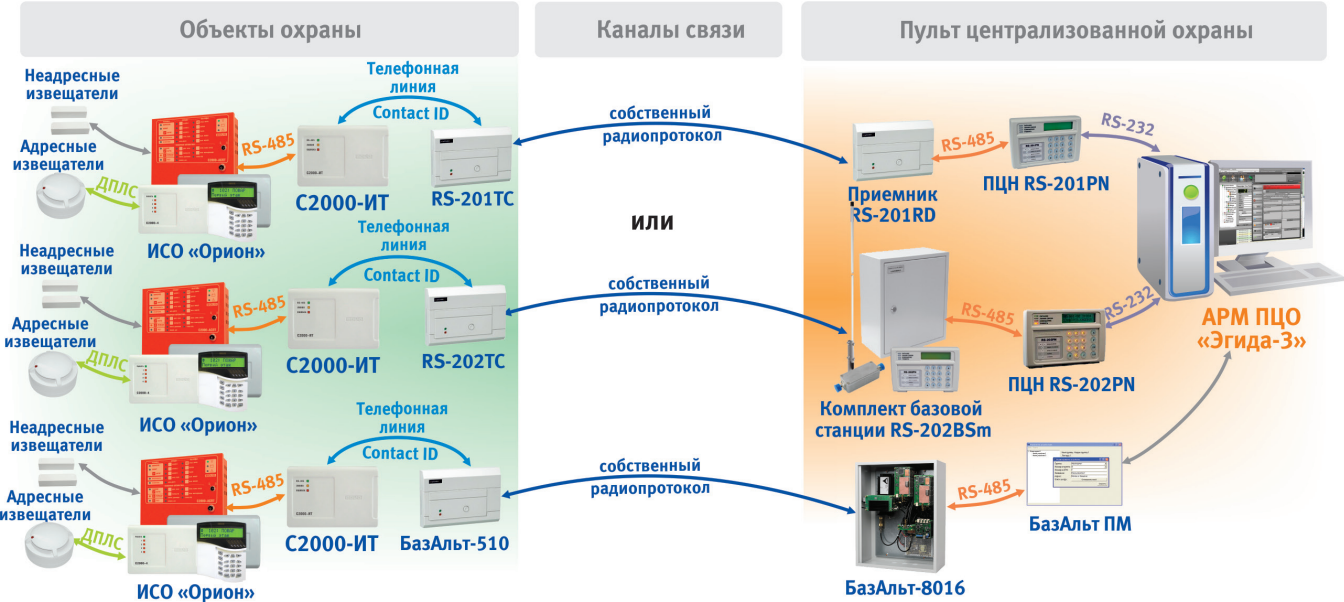 Объекты охраны
Каналы связи
Пульт централизованной охраны
Неадресные
извещатели
Адресные
извещатели
ДПЛС
ИСО «Орион»
RS-485
С2000-ИТ
Телефонная
линия
Contact ID
RS-201TC
собственный
радиопротокол
Приемник
RS-201RD
RS-485
ПЦН RS-201PN
RS-232
или
Неадресные
извещатели
Адресные
извещатели
ДПЛС
ИСО «Орион»
RS-485
С2000-ИТ
Телефонная
линия
Contact ID
RS-202TC
собственный
радиопротокол
Комплект базовой
станции RS-202BSm
RS-485
ПЦН RS-202PN
RS-232
АРМ ПЦО
«Эгида-3»
Неадресные
извещатели
Адресные
извещатели
ДПЛС
ИСО «Орион»
RS-485
С2000-ИТ
Телефонная
линия
Contact ID
БазАльт-510
собственный
радиопротокол
БазАльт-8016
RS-485
БазАльт ПМ